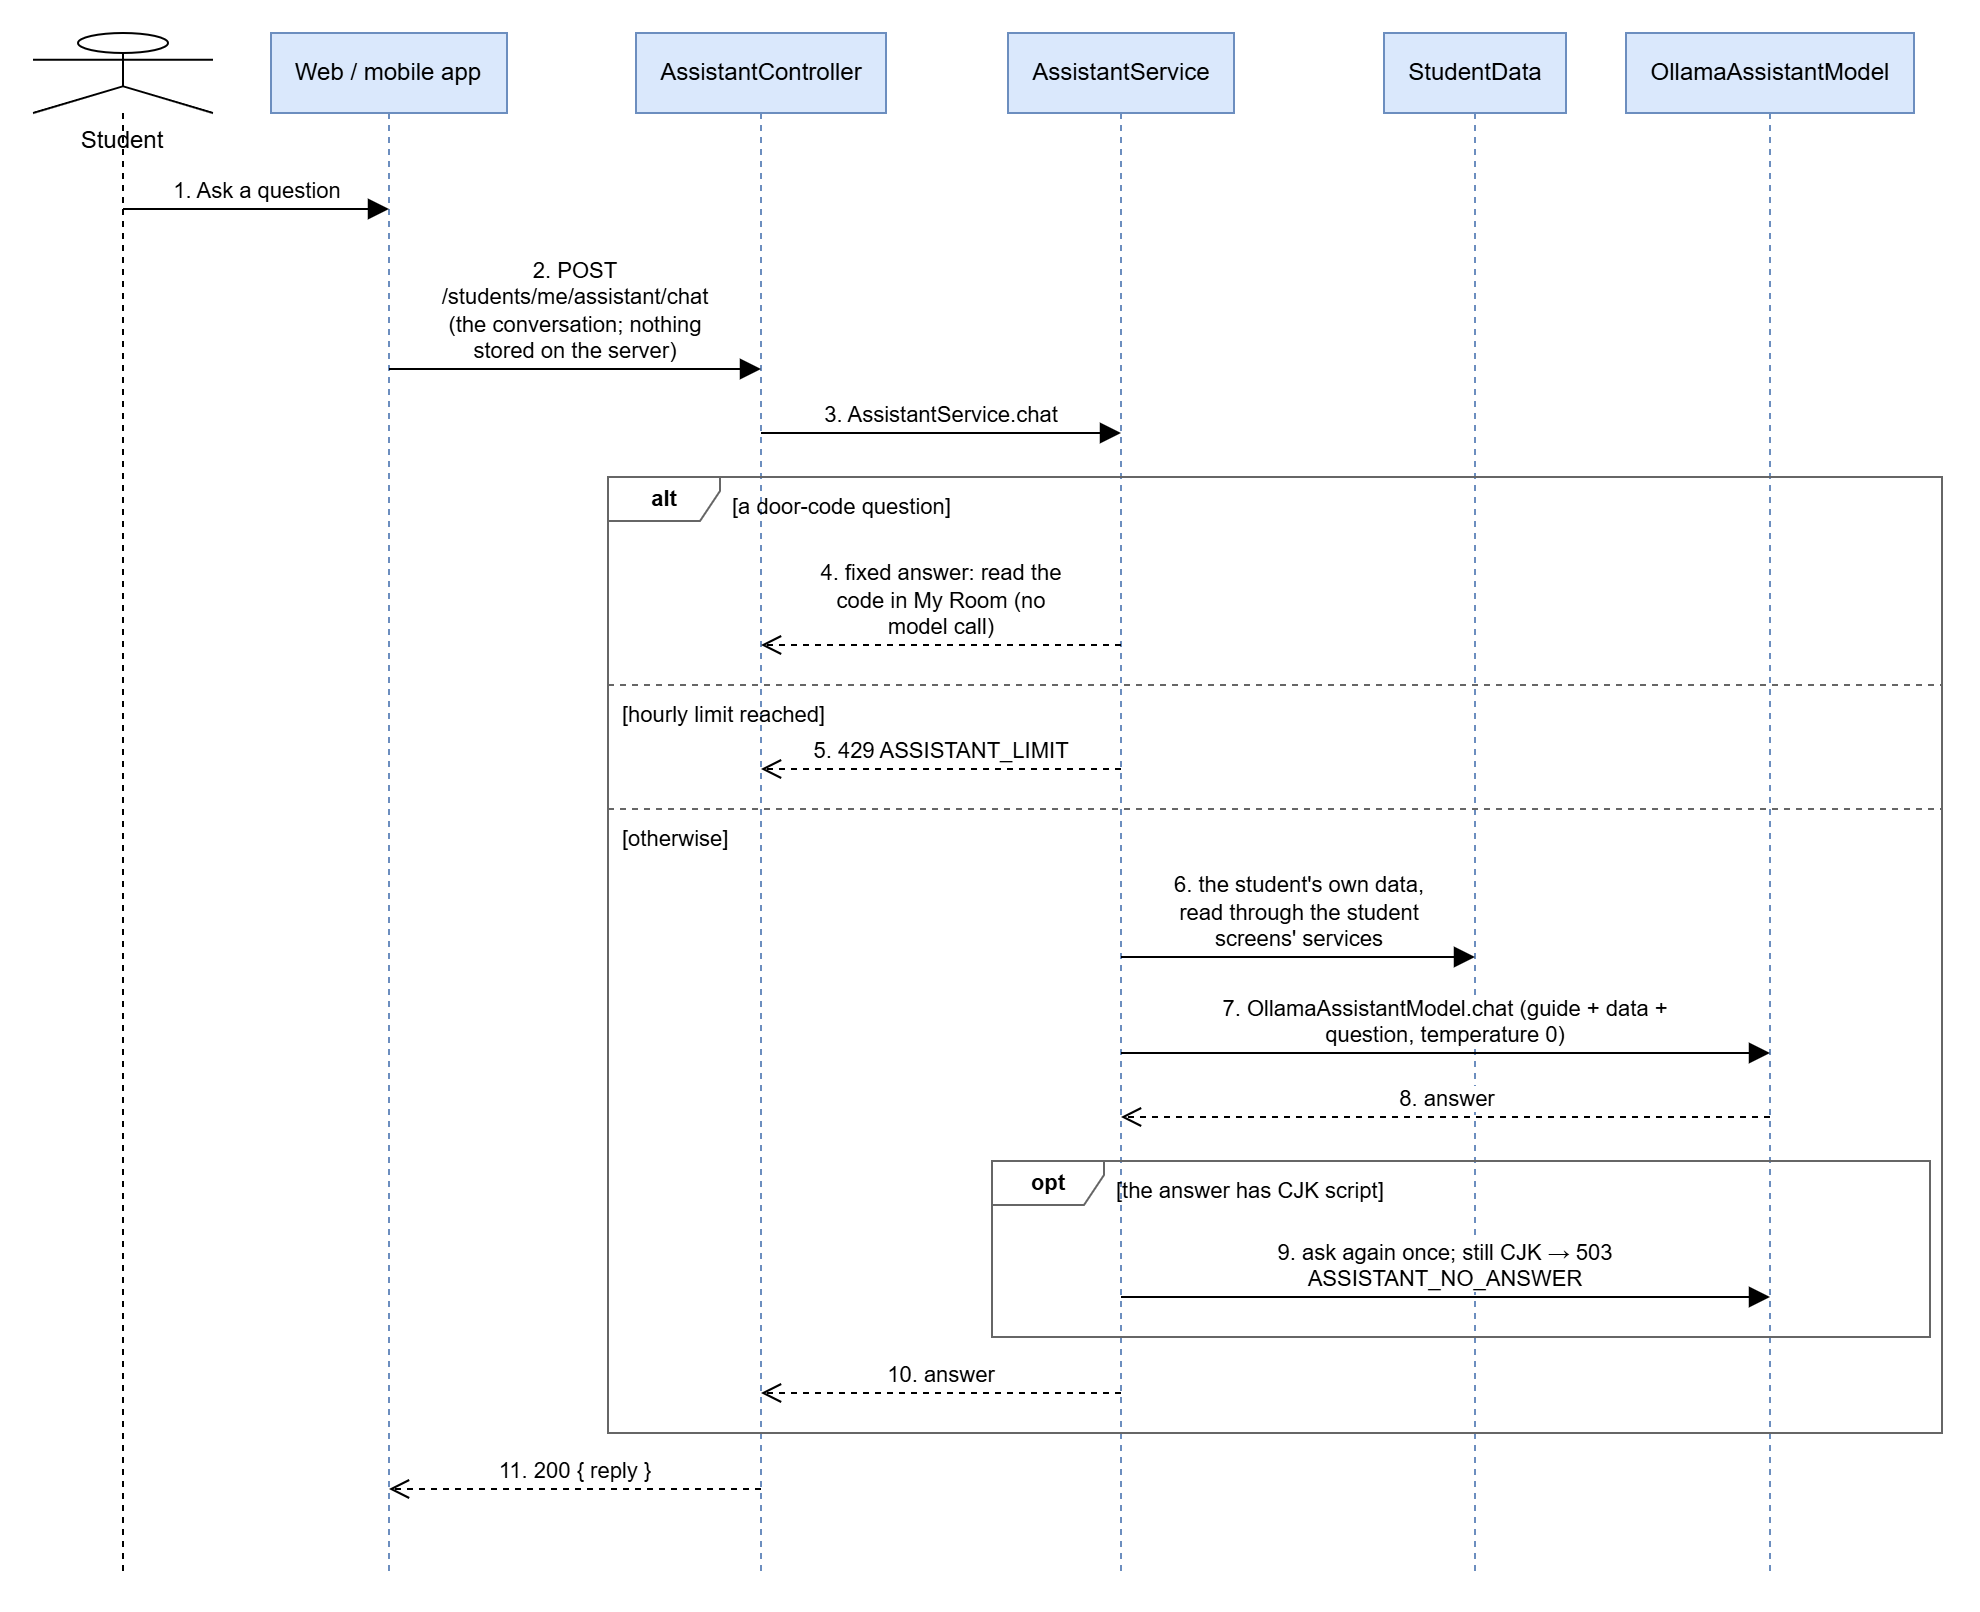 Student
Web / mobile app
AssistantController
AssistantService
StudentData
OllamaAssistantModel
1. Ask a question
2. POST
/students/me/assistant/chat
(the conversation; nothing
stored on the server)
3. AssistantService.chat
alt
[a door-code question]
4. fixed answer: read the
code in My Room (no
model call)
[hourly limit reached]
5. 429 ASSISTANT_LIMIT
[otherwise]
6. the student's own data,
read through the student
screens' services
7. OllamaAssistantModel.chat (guide + data +
question, temperature 0)
8. answer
opt
[the answer has CJK script]
9. ask again once; still CJK → 503
ASSISTANT_NO_ANSWER
10. answer
11. 200 { reply }